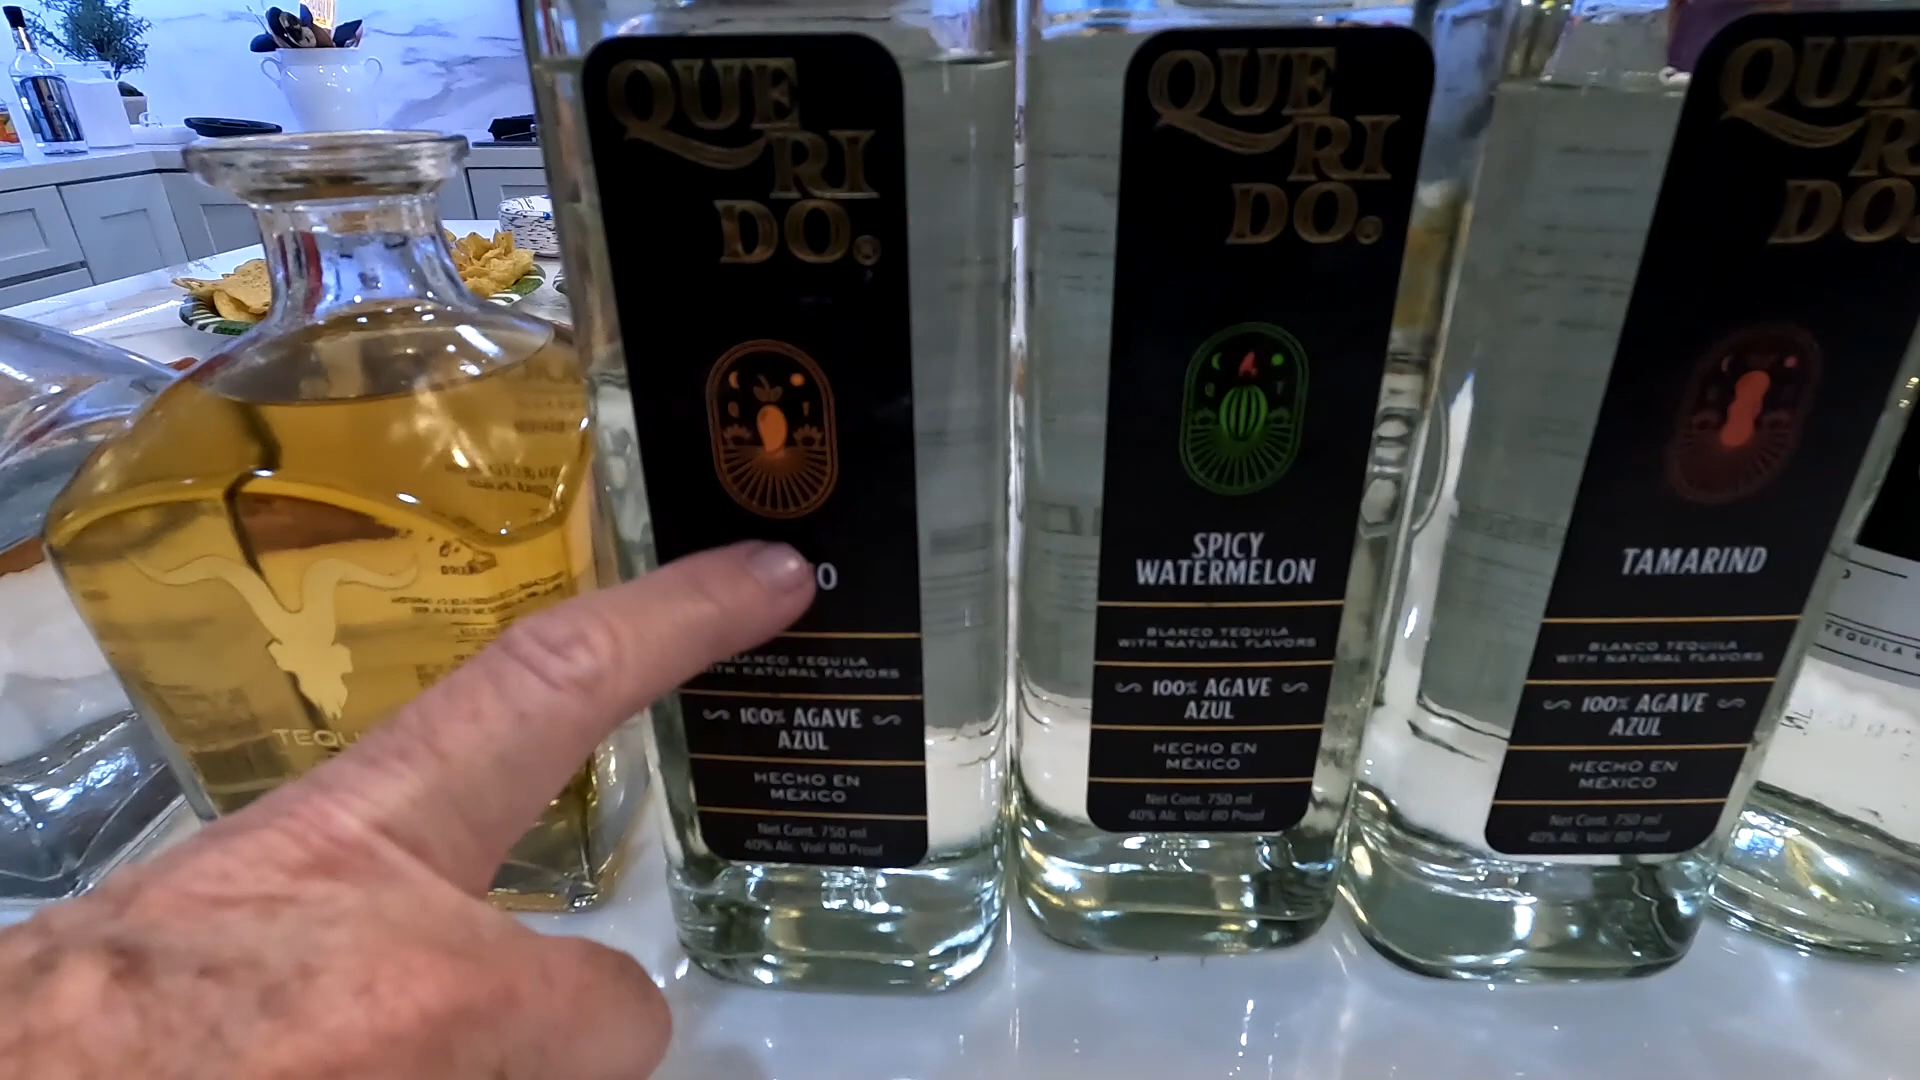 QUE
RI
DO®
BLANCO TEQUILA
WITH NATURAL FLAVORS
100% AGAVE
AZUL
HECHO EN
MÉXICO
Net Cont. 750 ml
40% Alc. Vol/ 80 Proof
QUE
RI
DO®
SPICY
WATERMELON
BLANCO TEQUILA
WITH NATURAL FLAVORS
100% AGAVE
AZUL
HECHO EN
MÉXICO
Net Cont. 750 ml
40% Alc. Vol/ 80 Proof
QUE
R
DO
TAMARIND
BLANCO TEQUILA
WITH NATURAL FLAVORS
100% AGAVE
AZUL
HECHO EN
MÉXICO
Net Cont. 750 ml
40% Alc. Vol/ 80 Proof
TEQUILA